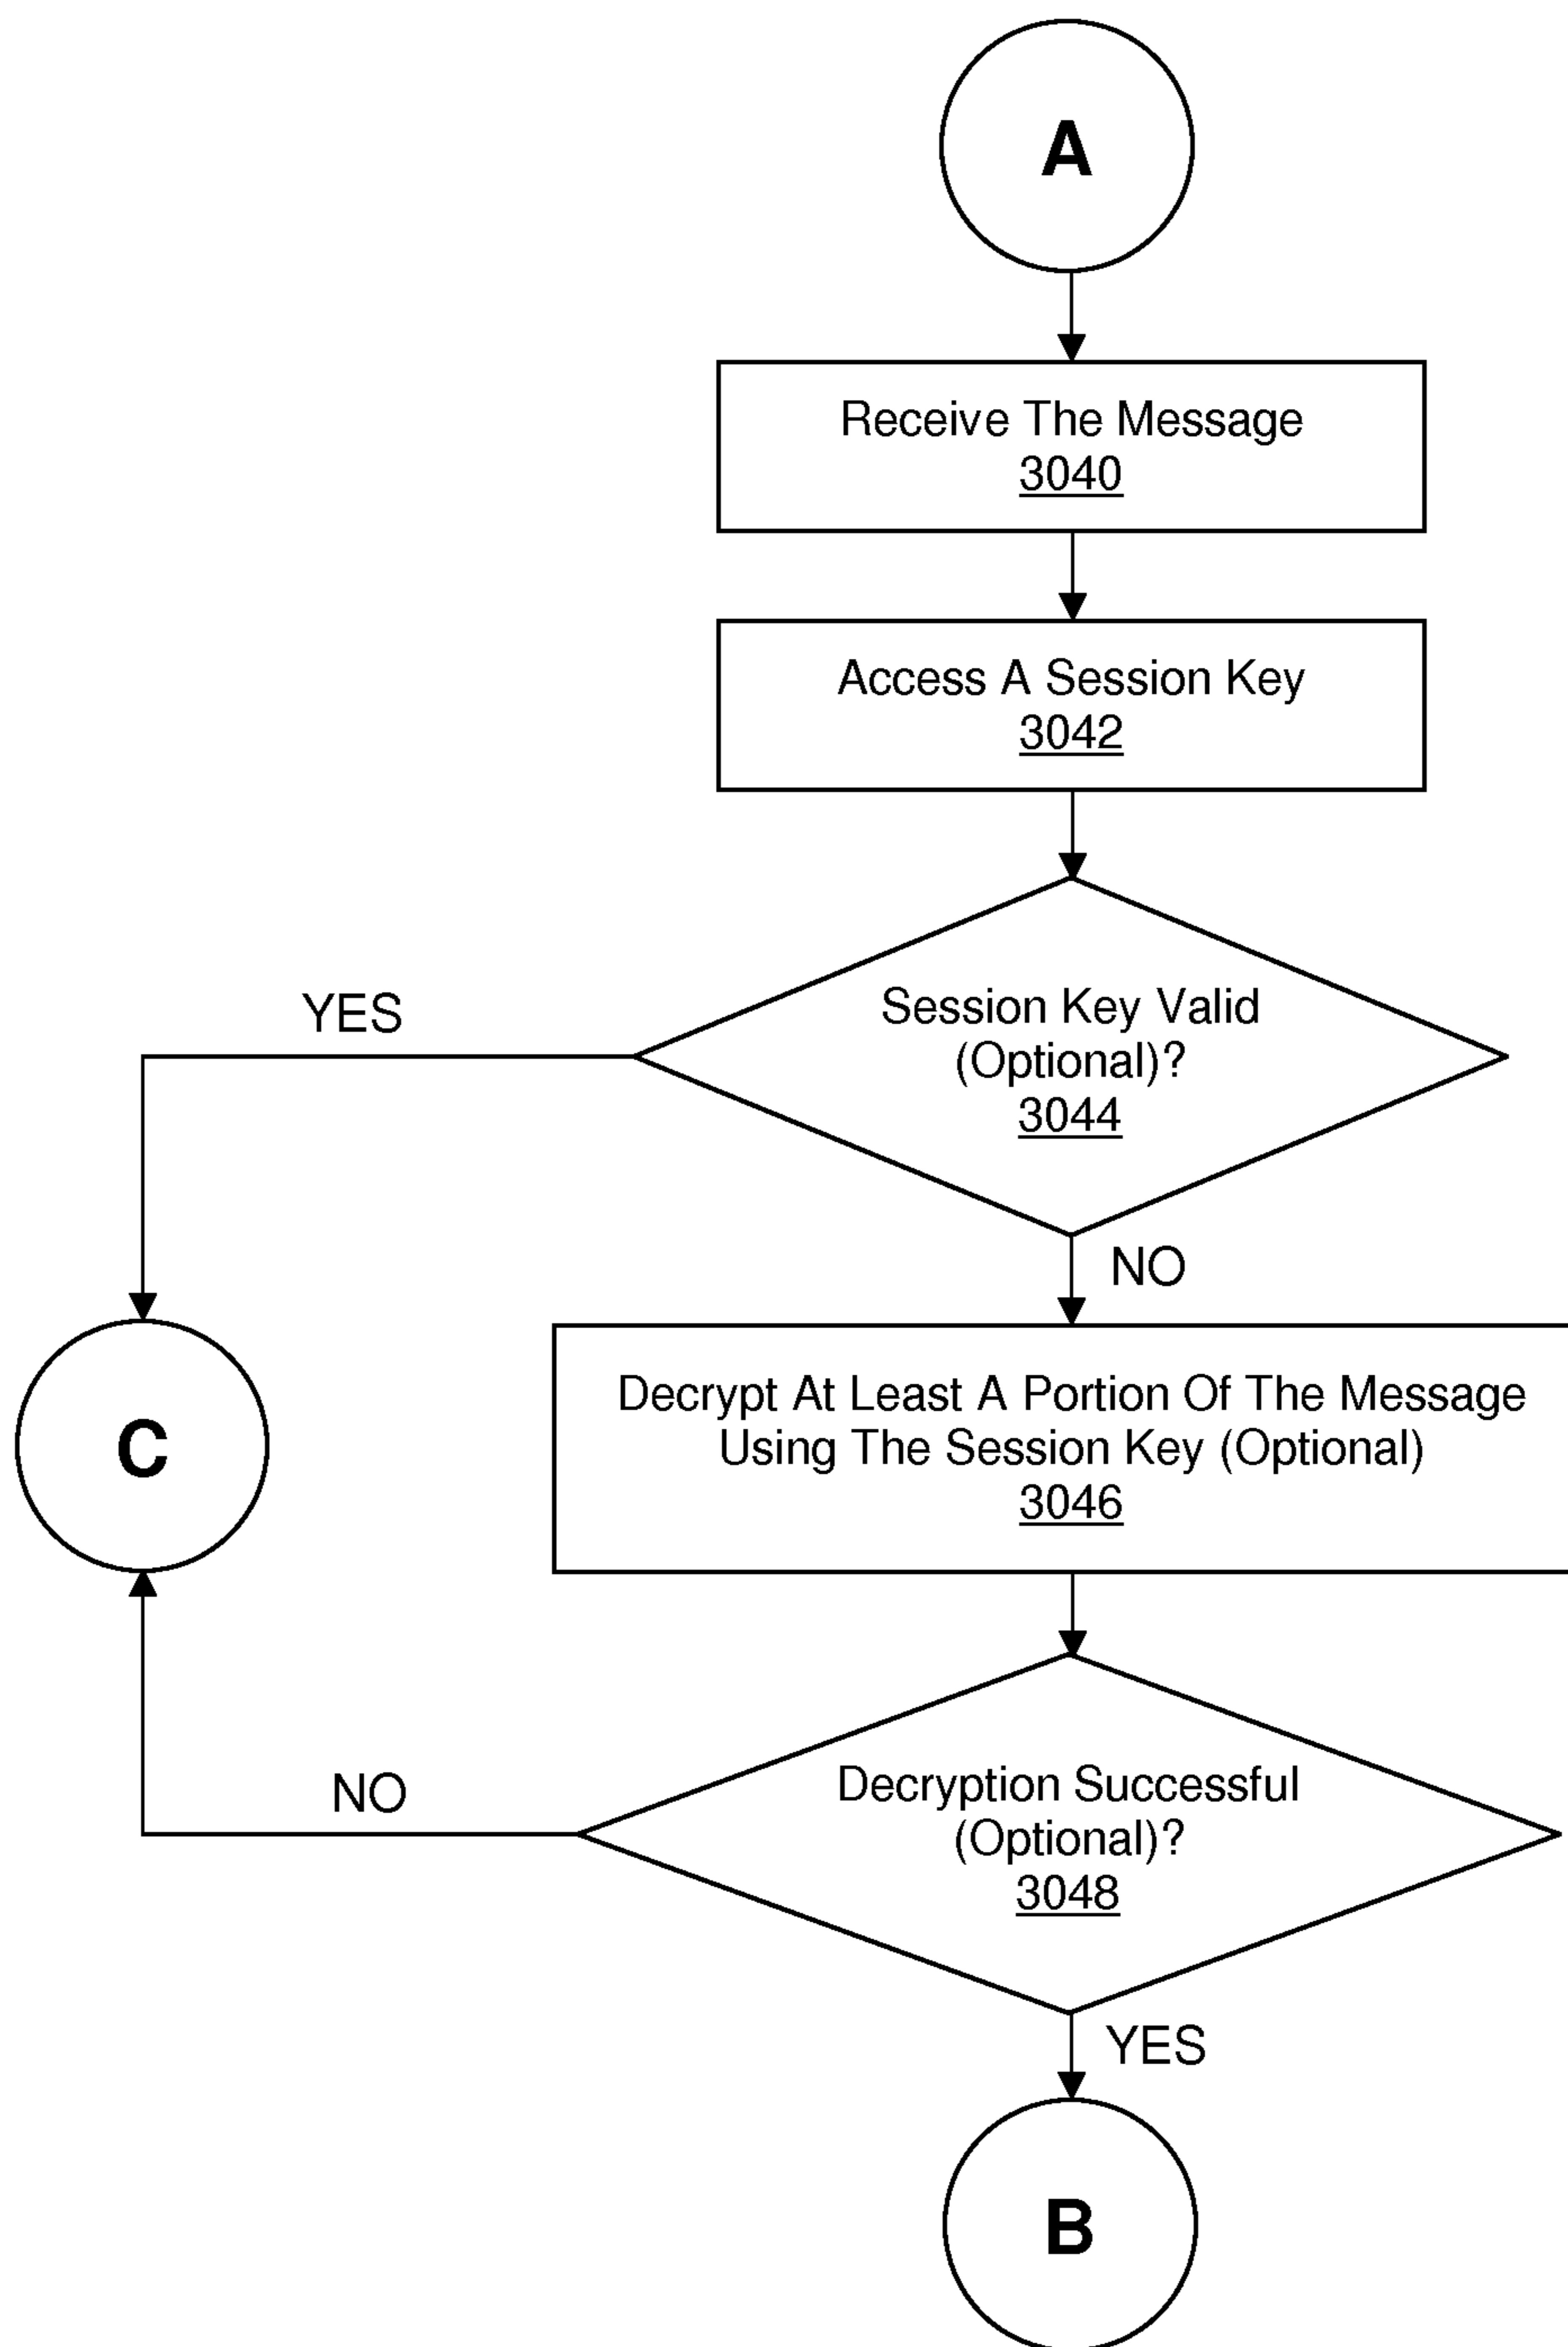 A
Receive The Message
3040
Access A Session Key
3042
Session Key Valid
(Optional)?
3044
YES
NO
Decrypt At Least A Portion Of The Message
Using The Session Key (Optional)
3046
C
Decryption Successful
(Optional)?
3048
NO
YES
B